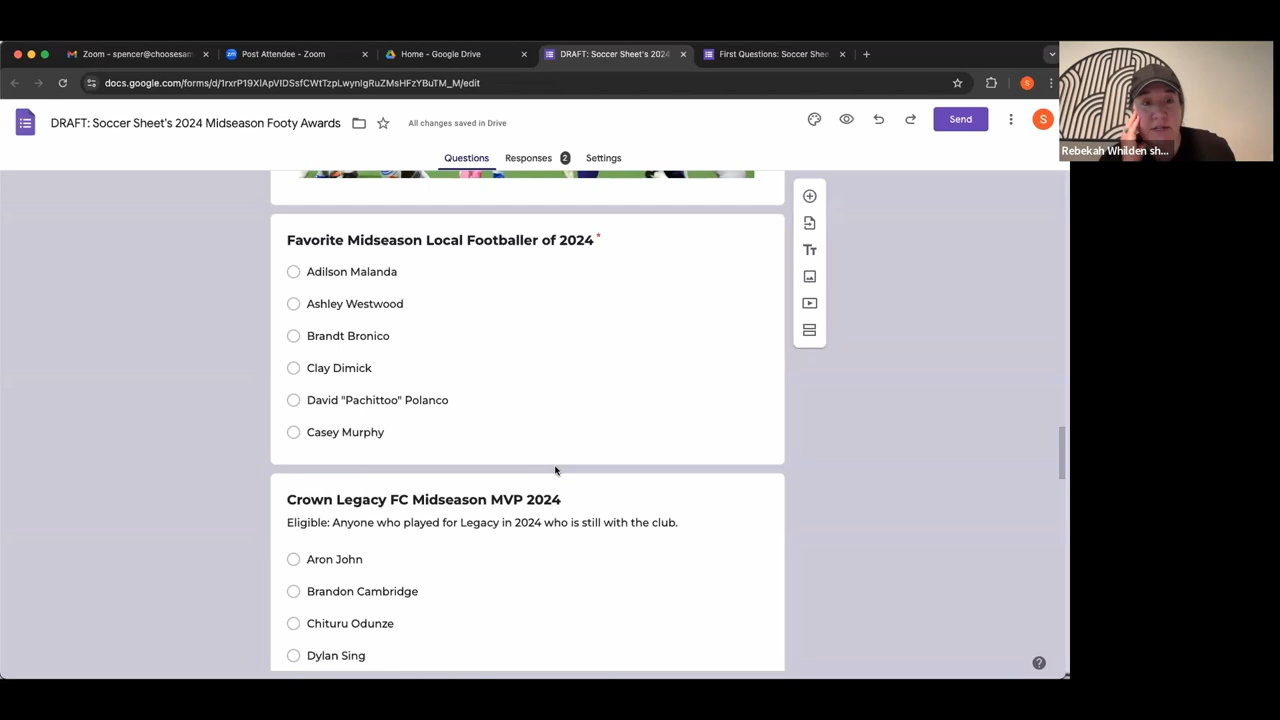 Zoom - spencer@choosesam
Post Attendee - Zoom
Home - Google Drive
DRAFT: Soccer Sheet's 2024
First Questions: Soccer Shee
docs.google.com/forms/d/1rxrP19XlApVIDSsfCWtTzpLwynIgRuZMsHFzYBuTM_M/edit
DRAFT: Soccer Sheet's 2024 Midseason Footy Awards
All changes saved in Drive
Send
S
Rebekah Whilden sh...
Questions
Responses 2
Settings
Favorite Midseason Local Footballer of 2024 *
Adilson Malanda
Ashley Westwood
Brandt Bronico
Clay Dimick
David "Pachittoo" Polanco
Casey Murphy
Crown Legacy FC Midseason MVP 2024
Eligible: Anyone who played for Legacy in 2024 who is still with the club.
Aron John
Brandon Cambridge
Chituru Odunze
Dylan Sing